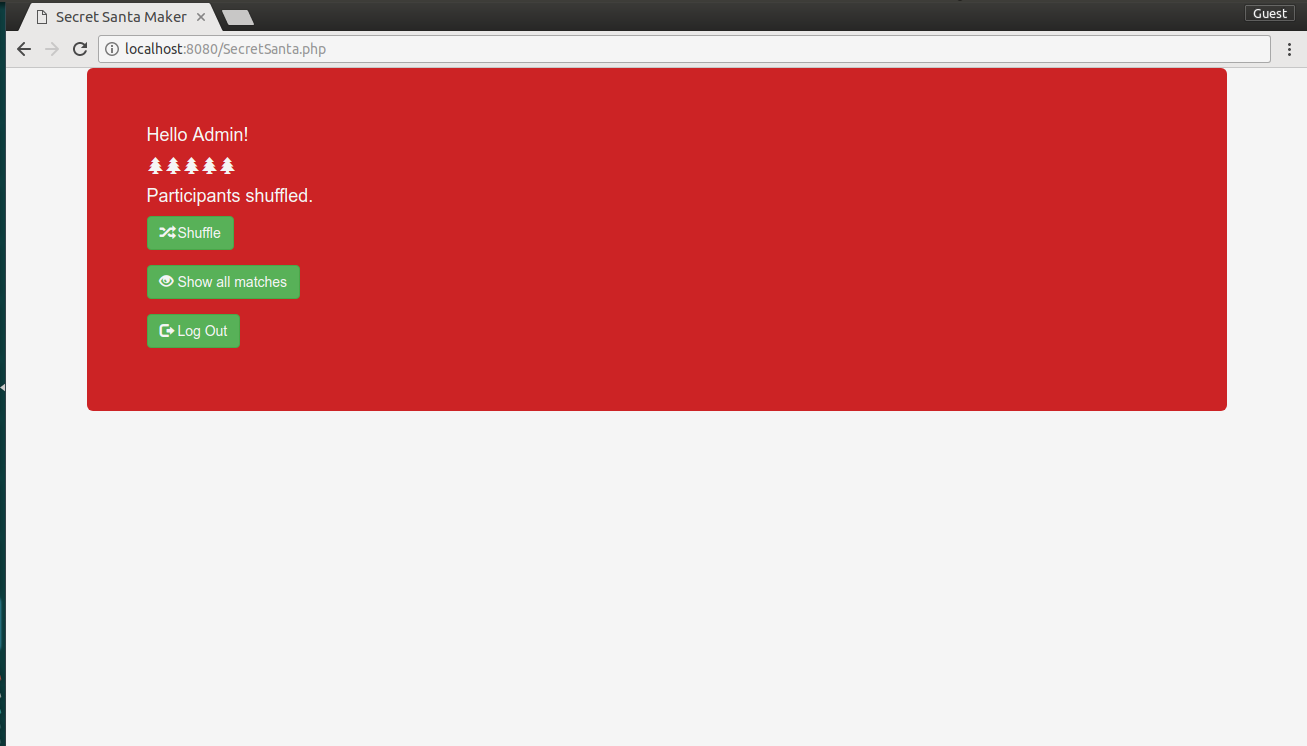 Secret Santa Maker
Guest
localhost:8080/SecretSanta.php
Hello Admin!
Participants shuffled.
Shuffle
Show all matches
Log Out